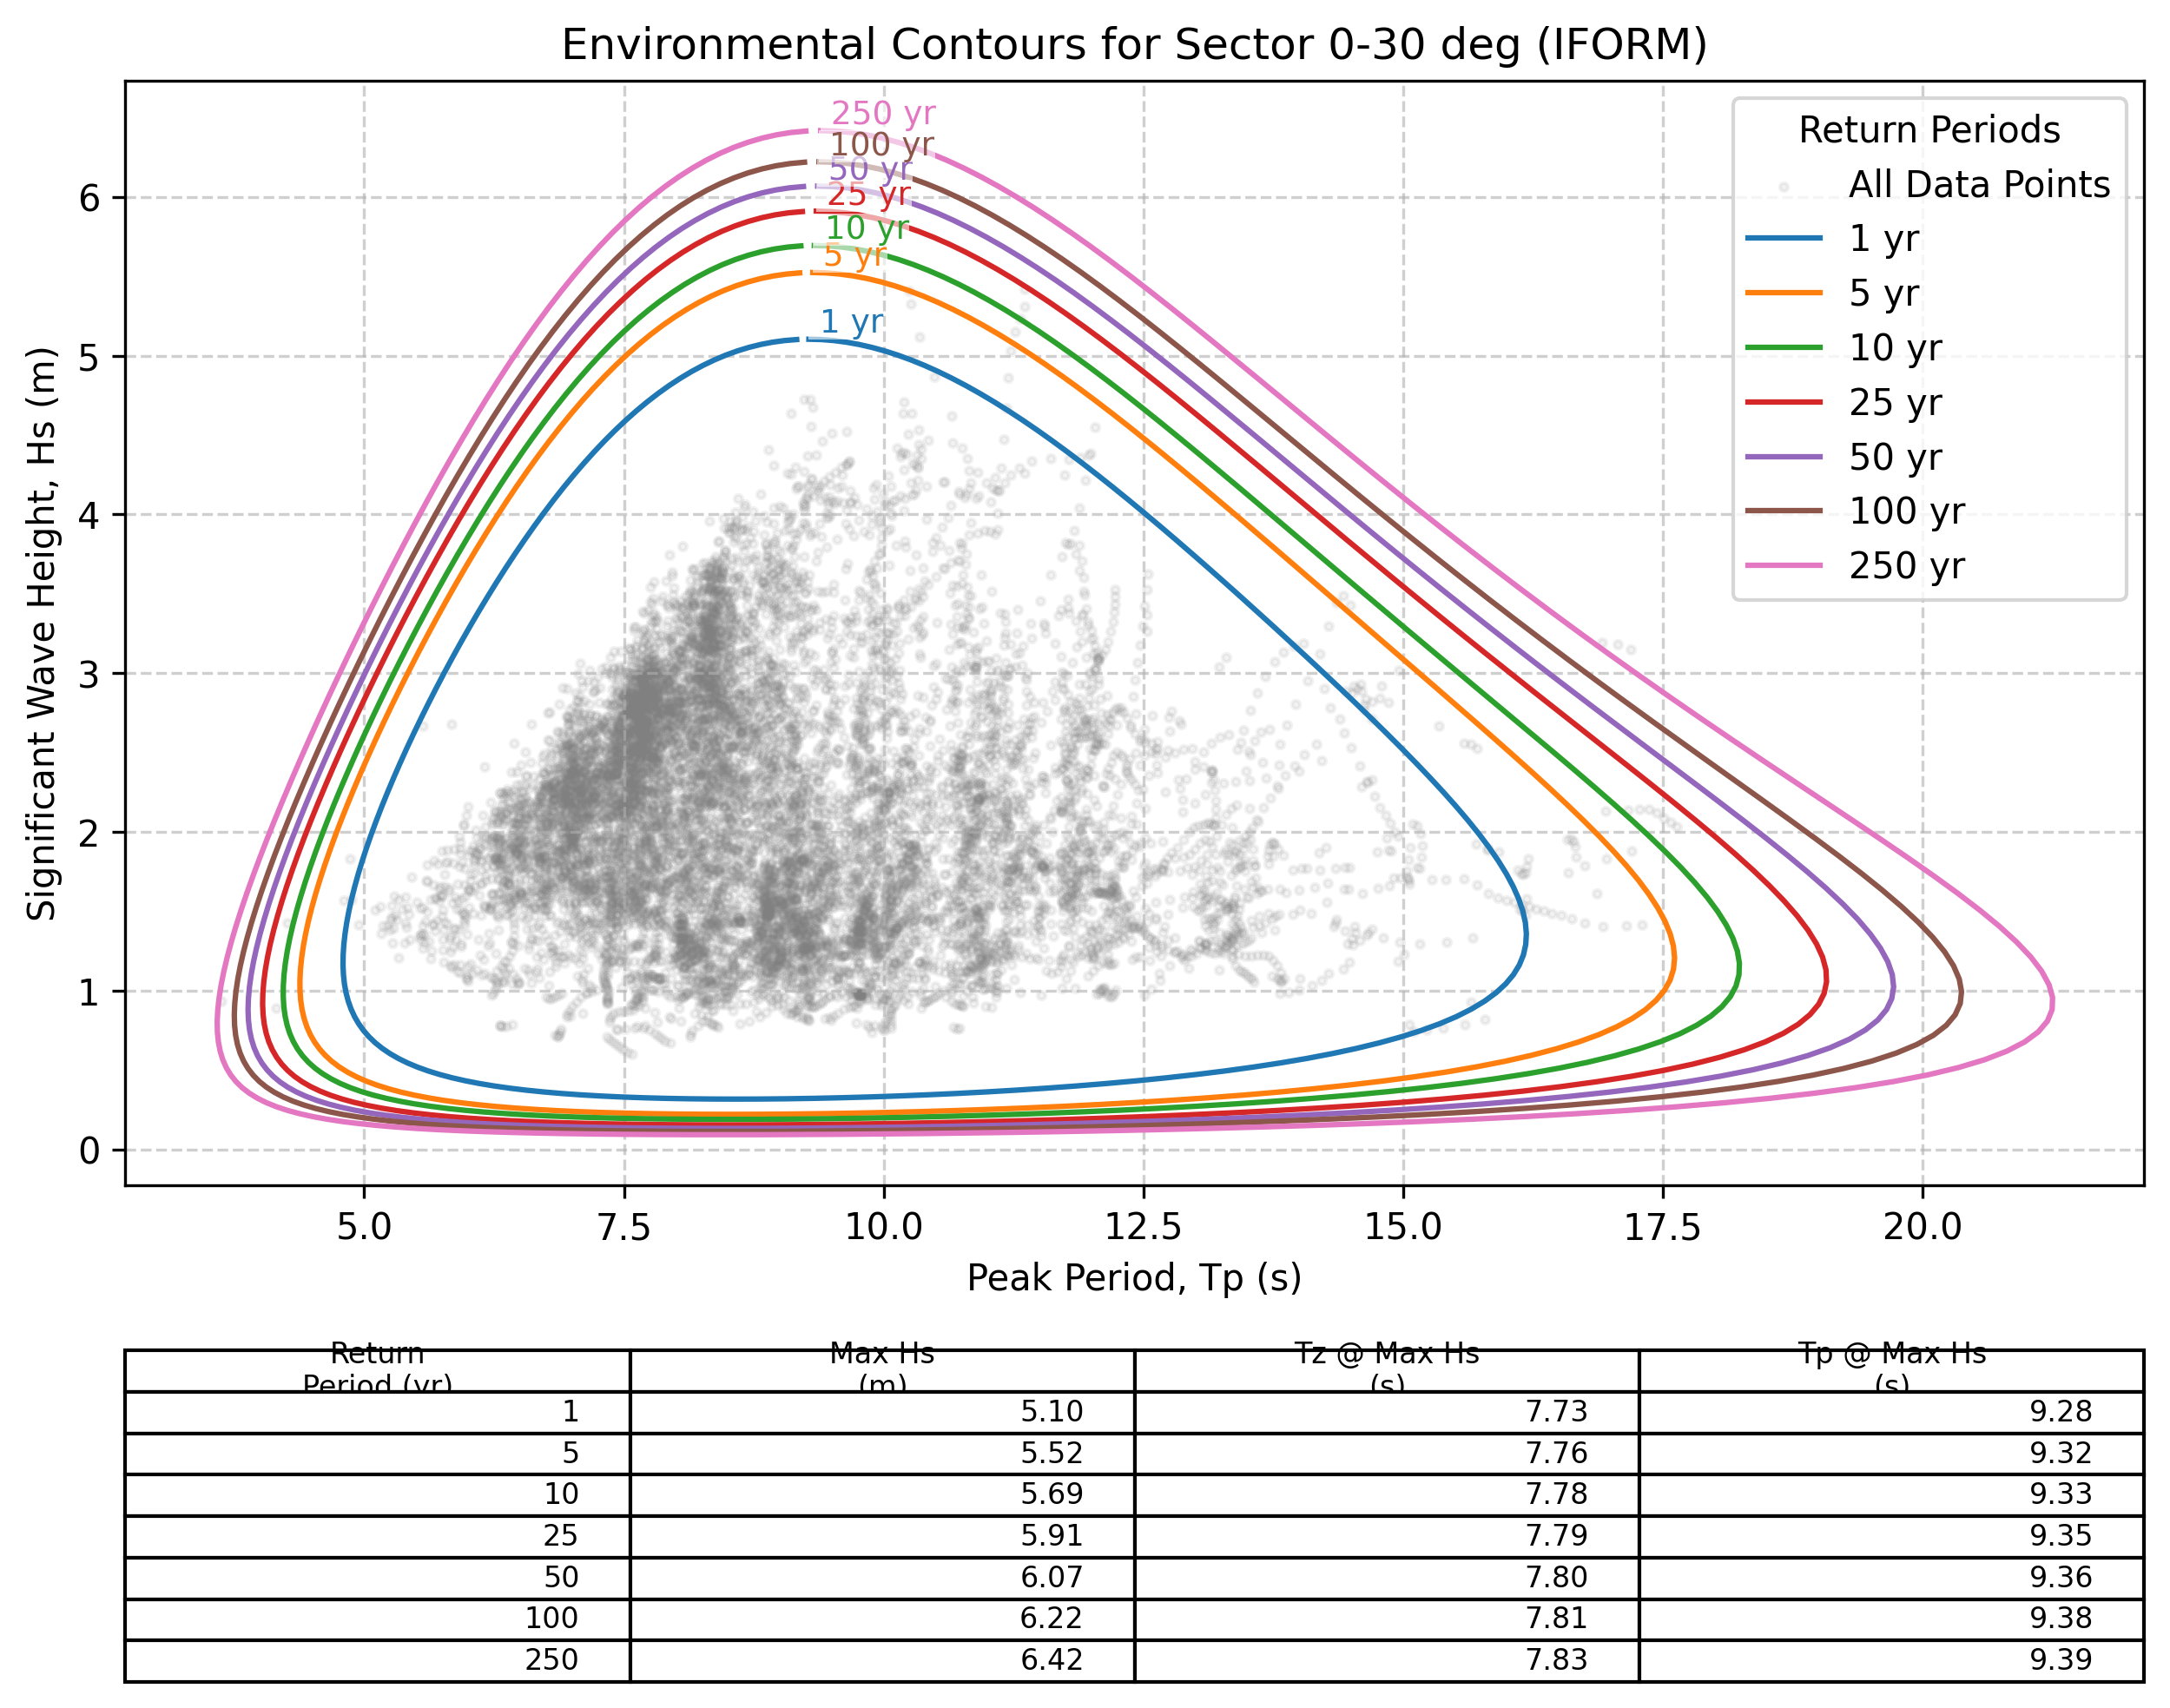 Environmental Contours for Sector 0-30 deg (IFORM)
250 yr
100 yr
50 yr
25 yr
10 yr
5 yr
1 yr
Return Periods
All Data Points
1 yr
5 yr
10 yr
25 yr
50 yr
100 yr
250 yr
Significant Wave Height, Hs (m)
6
5
4
3
2
1
0
5.0 7.5 10.0 12.5 15.0 17.5 20.0
Peak Period, Tp (s)
Return Max Hs Tz @ Max Hs Tp @ Max Hs
Period (yr) (m) (s) (s)
1 5.10 7.73 9.28
5 5.52 7.76 9.32
10 5.69 7.78 9.33
25 5.91 7.79 9.35
50 6.07 7.80 9.36
100 6.22 7.81 9.38
250 6.42 7.83 9.39